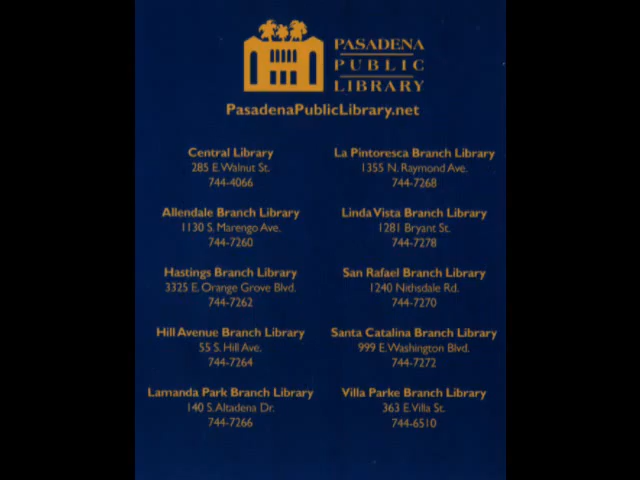 PASADENA
PUBLIC
LIBRARY
PasadenaPublicLibrary.net
Central Library
285 E. Walnut St.
744-4066
Allendale Branch Library
1130 S. Marengo Ave.
744-7260
Hastings Branch Library
3325 E. Orange Grove Blvd.
744-7262
Hill Avenue Branch Library
55 S. Hill Ave.
744-7264
Lamanda Park Branch Library
140 S. Altadena Dr.
744-7266
La Pintoresca Branch Library
1355 N. Raymond Ave.
744-7268
Linda Vista Branch Library
1281 Bryant St.
744-7278
San Rafael Branch Library
1240 Nithsdale Rd.
744-7270
Santa Catalina Branch Library
999 E. Washington Blvd.
744-7272
Villa Parke Branch Library
363 E. Villa St.
744-6510